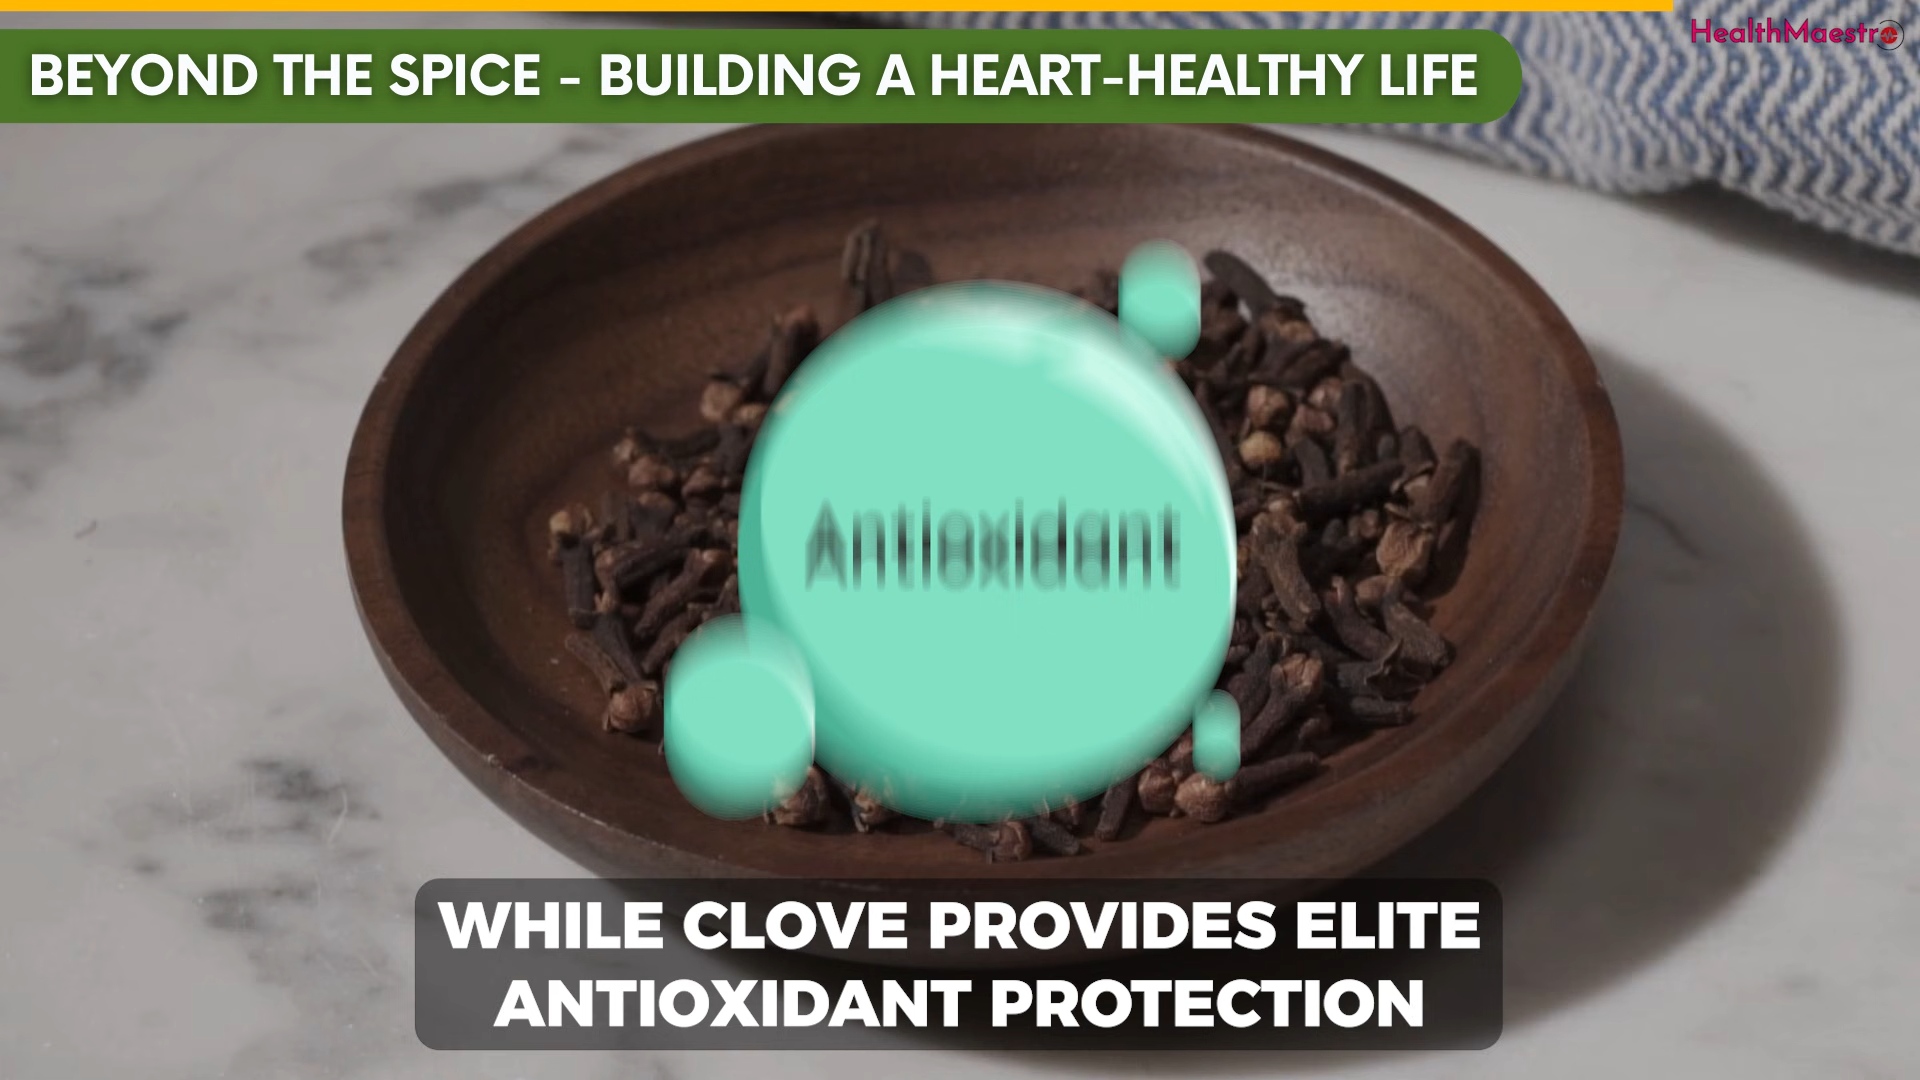 HealthMaestro
BEYOND THE SPICE - BUILDING A HEART-HEALTHY LIFE
Antioxidant
WHILE CLOVE PROVIDES ELITE
ANTIOXIDANT PROTECTION